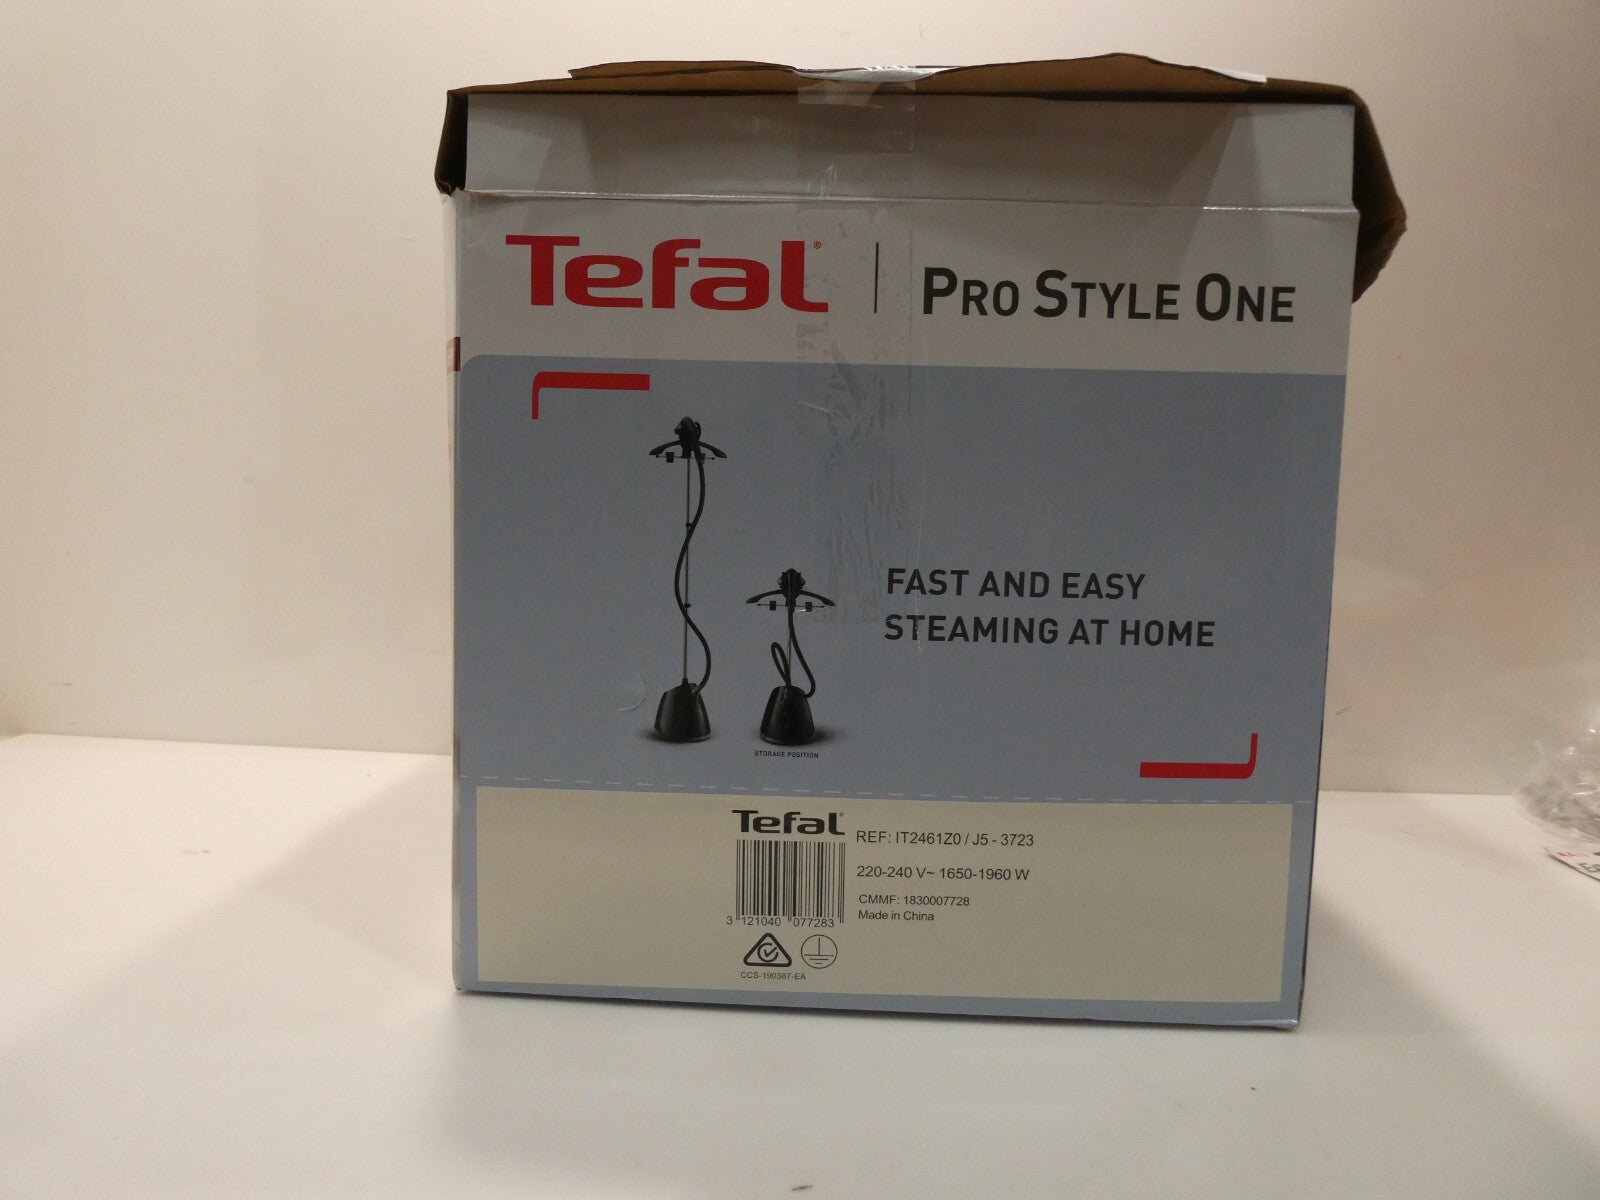 Tefal® | PRO STYLE ONE
FAST AND EASY
STEAMING AT HOME
STORAGE POSITION
Tefal®
REF: IT2461Z0 / J5 - 3723
220-240 V~ 1650-1960 W
CMMF: 1830007728
Made in China
3 121040 077283
CCS-190387-EA